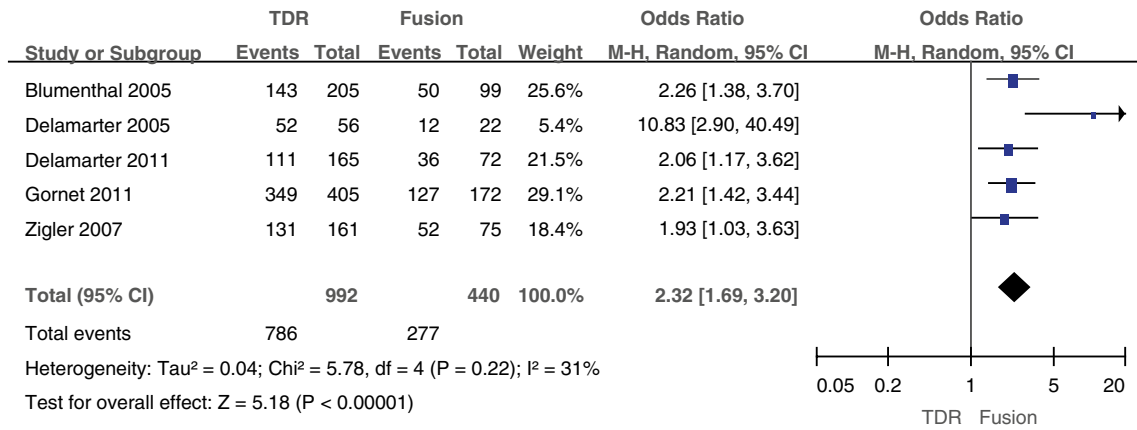 TDR Fusion Odds Ratio Odds Ratio
Study or Subgroup Events Total Events Total Weight M-H, Random, 95% CI M-H, Random, 95% CI
Blumenthal 2005 143 205 50 99 25.6% 2.26 [1.38, 3.70]
Delamarter 2005 52 56 12 22 5.4% 10.83 [2.90, 40.49]
Delamarter 2011 111 165 36 72 21.5% 2.06 [1.17, 3.62]
Gornet 2011 349 405 127 172 29.1% 2.21 [1.42, 3.44]
Zigler 2007 131 161 52 75 18.4% 1.93 [1.03, 3.63]
Total (95% CI) 992 440 100.0% 2.32 [1.69, 3.20]
Total events 786 277
Heterogeneity: Tau² = 0.04; Chi² = 5.78, df = 4 (P = 0.22); I² = 31%
Test for overall effect: Z = 5.18 (P < 0.00001)
0.05 0.2 1 5 20
TDR Fusion